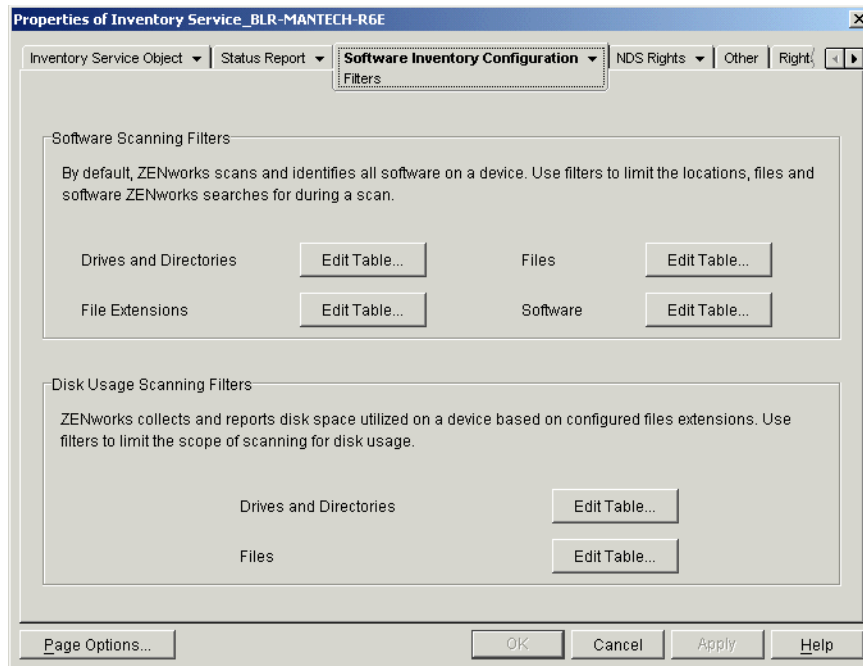 Properties of Inventory Service_BLR-MANTECH-R6E
Inventory Service Object Status Report Software Inventory Configuration NDS Rights Other Right
Filters
Software Scanning Filters
By default, ZENworks scans and identifies all software on a device. Use filters to limit the locations, files and
software ZENworks searches for during a scan.
Drives and Directories Edit Table... Files Edit Table...
File Extensions Edit Table... Software Edit Table...
Disk Usage Scanning Filters
ZENworks collects and reports disk space utilized on a device based on configured files extensions. Use
filters to limit the scope of scanning for disk usage.
Drives and Directories Edit Table...
Files Edit Table...
Page Options... OK Cancel Apply Help